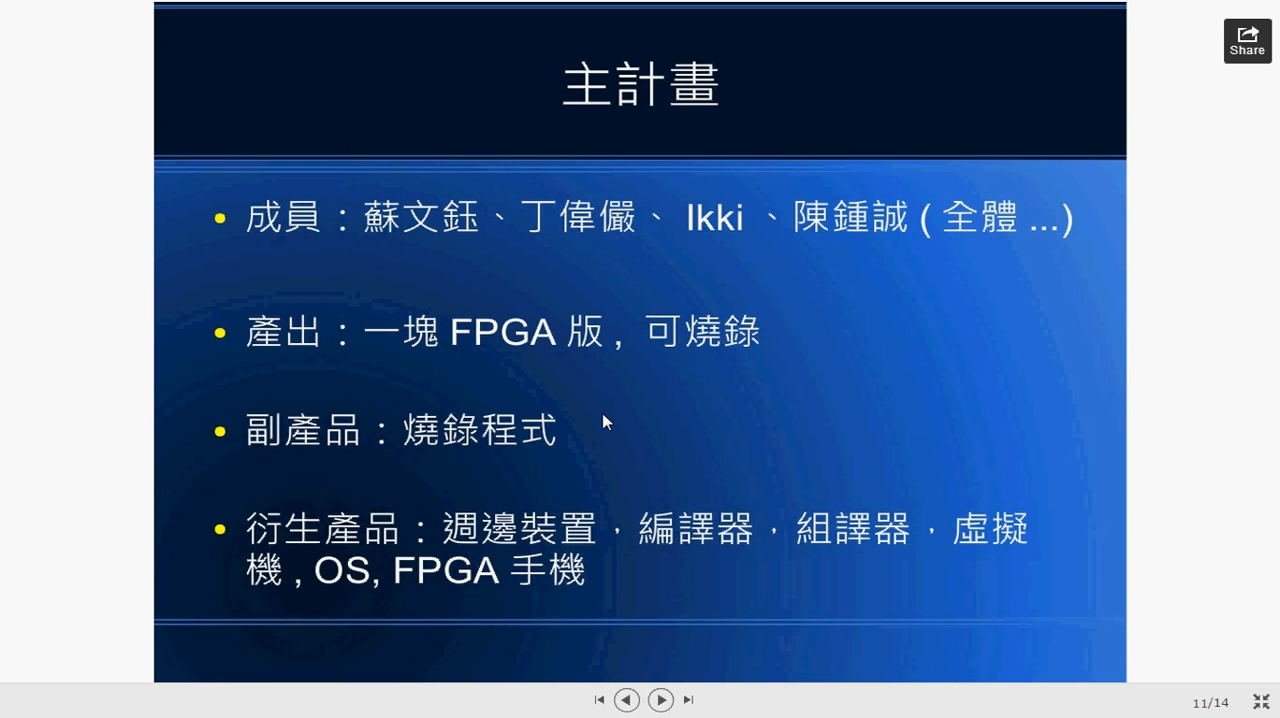 主計畫
Share
• 成員：蘇文鈺、丁偉儼、 Ikki 、陳鍾誠 ( 全體 ...)
• 產出：一塊 FPGA 版 , 可燒錄
• 副產品：燒錄程式
• 衍生產品：週邊裝置，編譯器，組譯器，虛擬
機 , OS, FPGA 手機
11/14